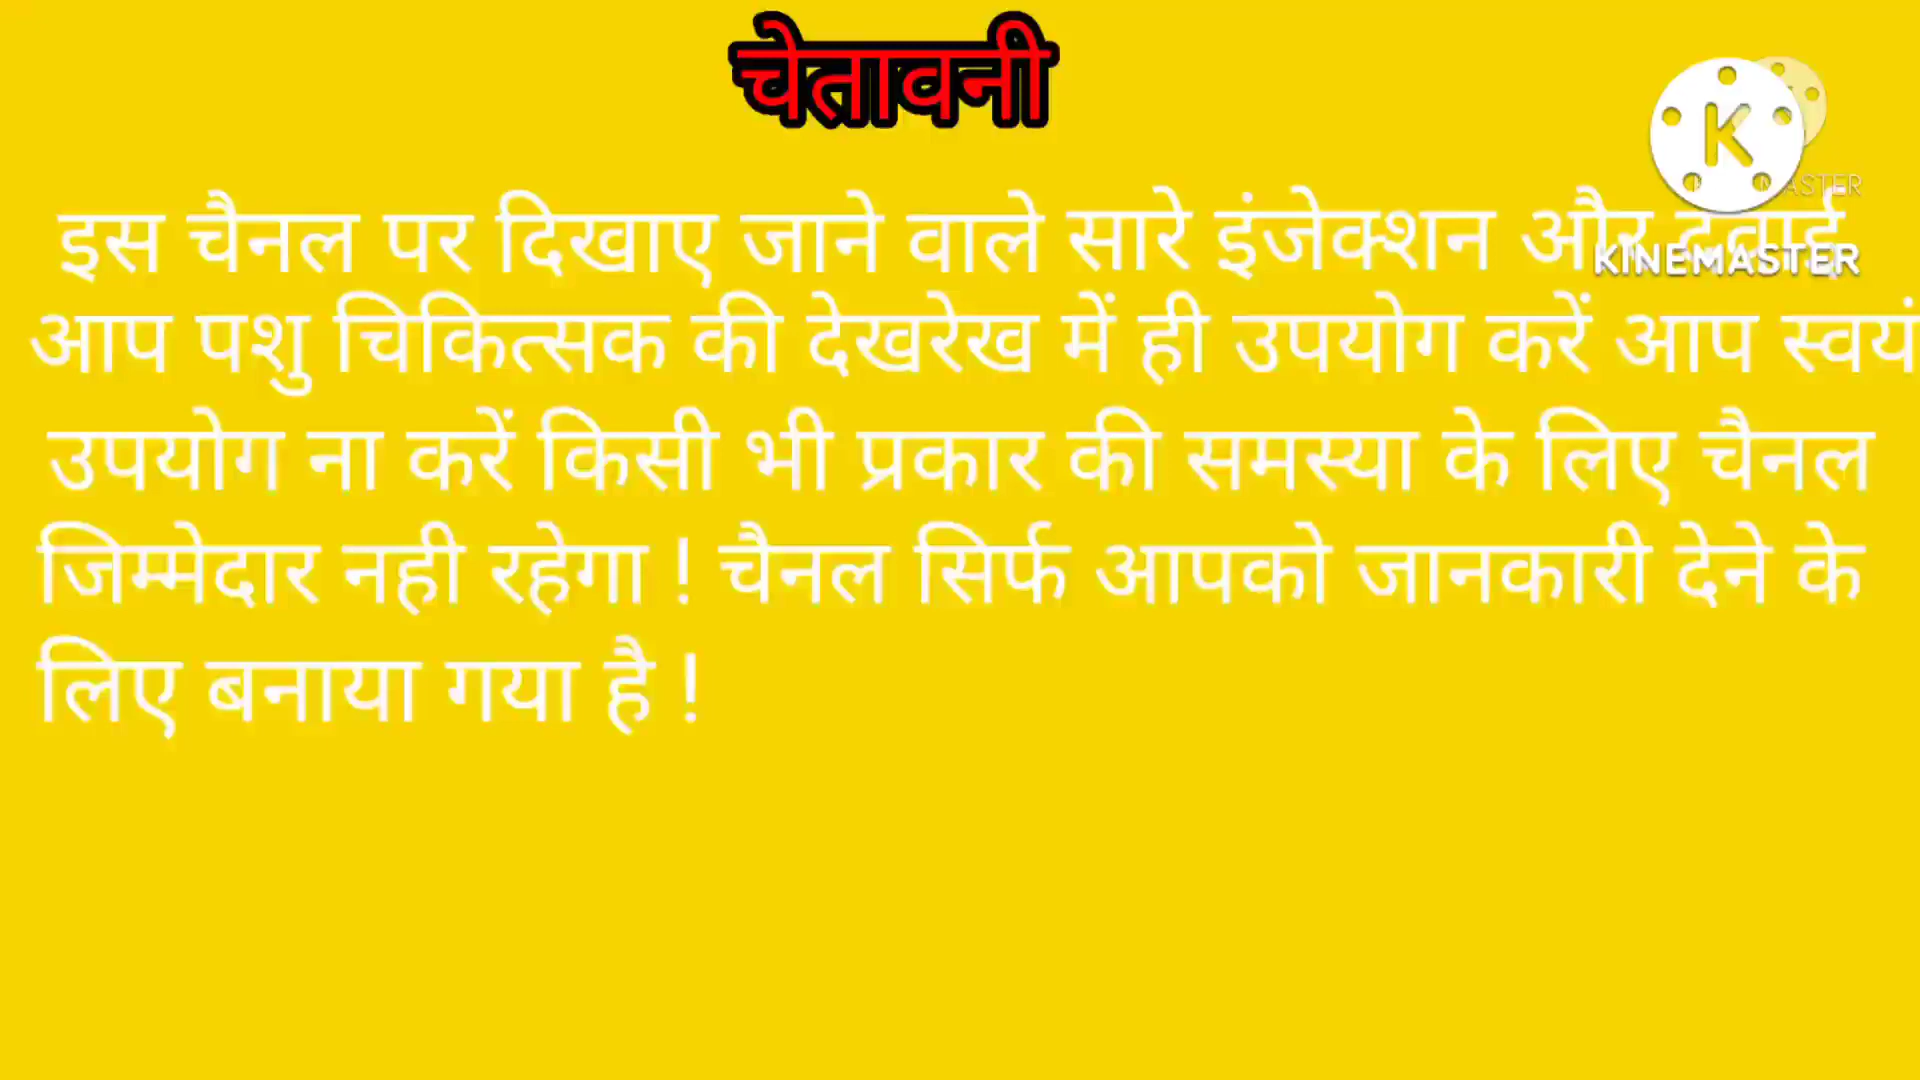 चेतावनी
इस चैनल पर दिखाए जाने वाले सारे इंजेक्शन और दवाई
आप पशु चिकित्सक की देखरेख में ही उपयोग करें आप स्वयं
उपयोग ना करें किसी भी प्रकार की समस्या के लिए चैनल
जिम्मेदार नही रहेगा ! चैनल सिर्फ आपको जानकारी देने के
लिए बनाया गया है !
K
KINEMASTER